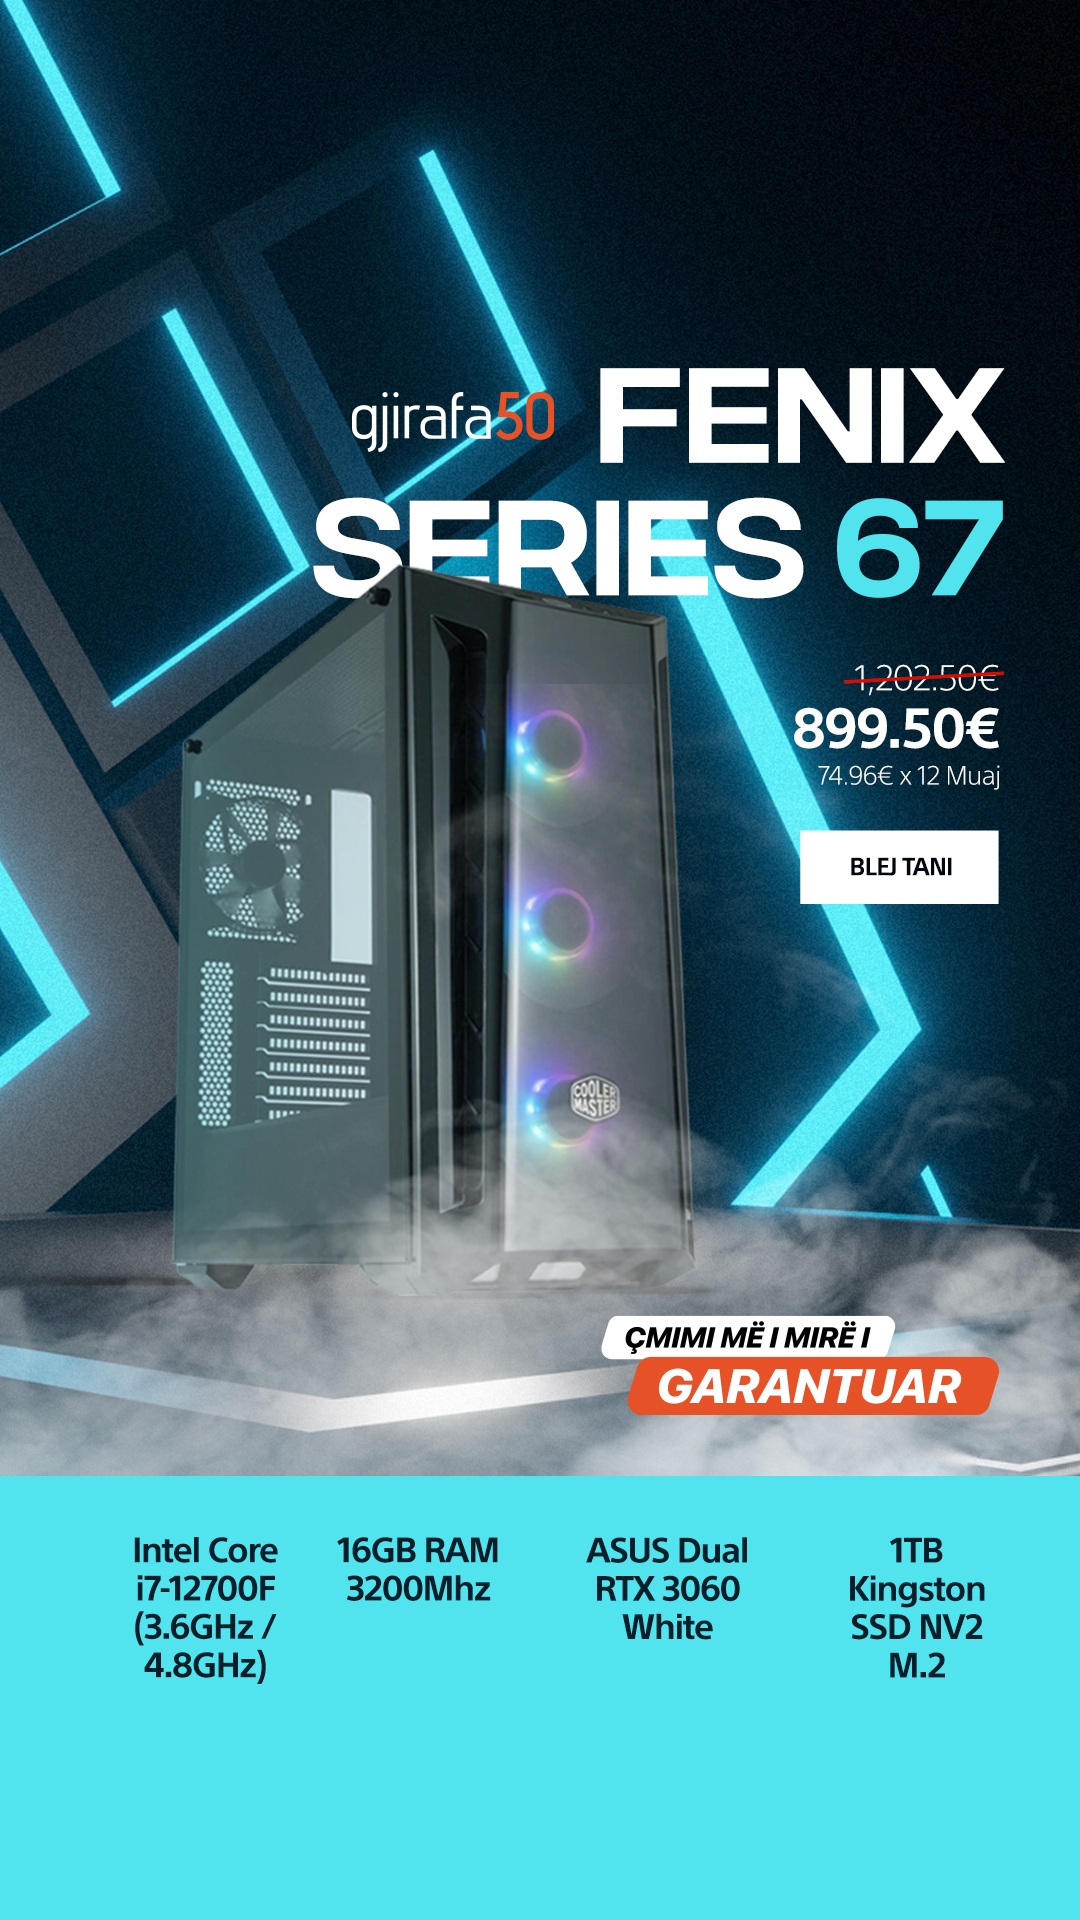 gjirafa50 FENIX
SERIES 67
1,202.50€
899.50€
74.96€ x 12 Muaj
BLEJ TANI
COOLER
MASTER
ÇMIMI MË I MIRË I
GARANTUAR
Intel Core
i7-12700F
(3.6GHz /
4.8GHz)
16GB RAM
3200Mhz
ASUS Dual
RTX 3060
White
1TB
Kingston
SSD NV2
M.2